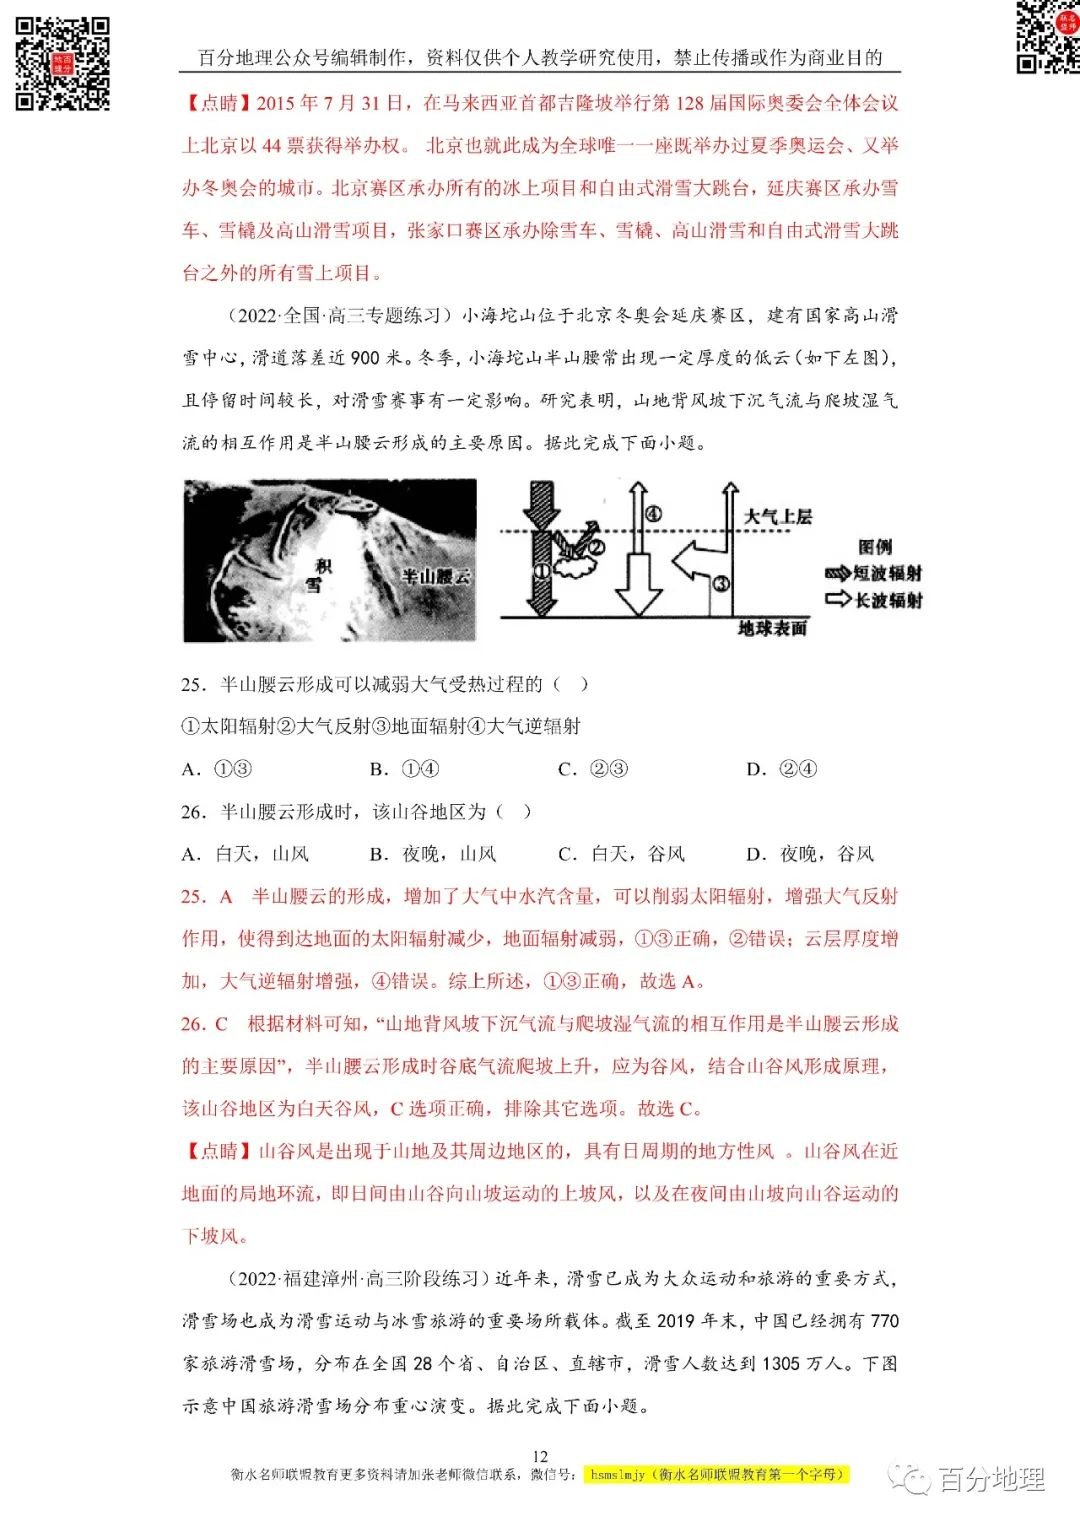 百分地理公众号编辑制作，资料仅供个人教学研究使用，禁止传播或作为商业目的
【点睛】2015 年 7 月 31 日，在马来西亚首都吉隆坡举行第 128 届国际奥委会全体会议
上北京以 44 票获得举办权。 北京也就此成为全球唯一一座既举办过夏季奥运会、又举
办冬奥会的城市。北京赛区承办所有的冰上项目和自由式滑雪大跳台，延庆赛区承办雪
车、雪橇及高山滑雪项目，张家口赛区承办除雪车、雪橇、高山滑雪和自由式滑雪大跳
台之外的所有雪上项目。
（2022·全国·高三专题练习）小海坨山位于北京冬奥会延庆赛区，建有国家高山滑
雪中心，滑道落差近 900 米。冬季，小海坨山半山腰常出现一定厚度的低云（如下左图），
且停留时间较长，对滑雪赛事有一定影响。研究表明，山地背风坡下沉气流与爬坡湿气
流的相互作用是半山腰云形成的主要原因。据此完成下面小题。
积
雪
半山腰云
①
②
④
③
大气上层
地球表面
图例
短波辐射
长波辐射
25．半山腰云形成可以减弱大气受热过程的（　）
①太阳辐射②大气反射③地面辐射④大气逆辐射
A．①③ B．①④ C．②③ D．②④
26．半山腰云形成时，该山谷地区为（　）
A．白天，山风 B．夜晚，山风 C．白天，谷风 D．夜晚，谷风
25．A　半山腰云的形成，增加了大气中水汽含量，可以削弱太阳辐射，增强大气反射
作用，使得到达地面的太阳辐射减少，地面辐射减弱，①③正确，②错误；云层厚度增
加，大气逆辐射增强，④错误。综上所述，①③正确，故选 A。
26．C　根据材料可知，“山地背风坡下沉气流与爬坡湿气流的相互作用是半山腰云形成
的主要原因”，半山腰云形成时谷底气流爬坡上升，应为谷风，结合山谷风形成原理，
该山谷地区为白天谷风，C 选项正确，排除其它选项。故选 C。
【点睛】山谷风是出现于山地及其周边地区的，具有日周期的地方性风 。山谷风在近
地面的局地环流，即日间由山谷向山坡运动的上坡风，以及在夜间由山坡向山谷运动的
下坡风。
（2022·福建漳州·高三阶段练习）近年来，滑雪已成为大众运动和旅游的重要方式，
滑雪场也成为滑雪运动与冰雪旅游的重要场所载体。截至 2019 年末，中国已经拥有 770
家旅游滑雪场，分布在全国 28 个省、自治区、直辖市，滑雪人数达到 1305 万人。下图
示意中国旅游滑雪场分布重心演变。据此完成下面小题。
12
衡水名师联盟教育更多资料请加张老师微信联系，微信号： hsmslmjy（衡水名师联盟教育第一个字母）
百分地理